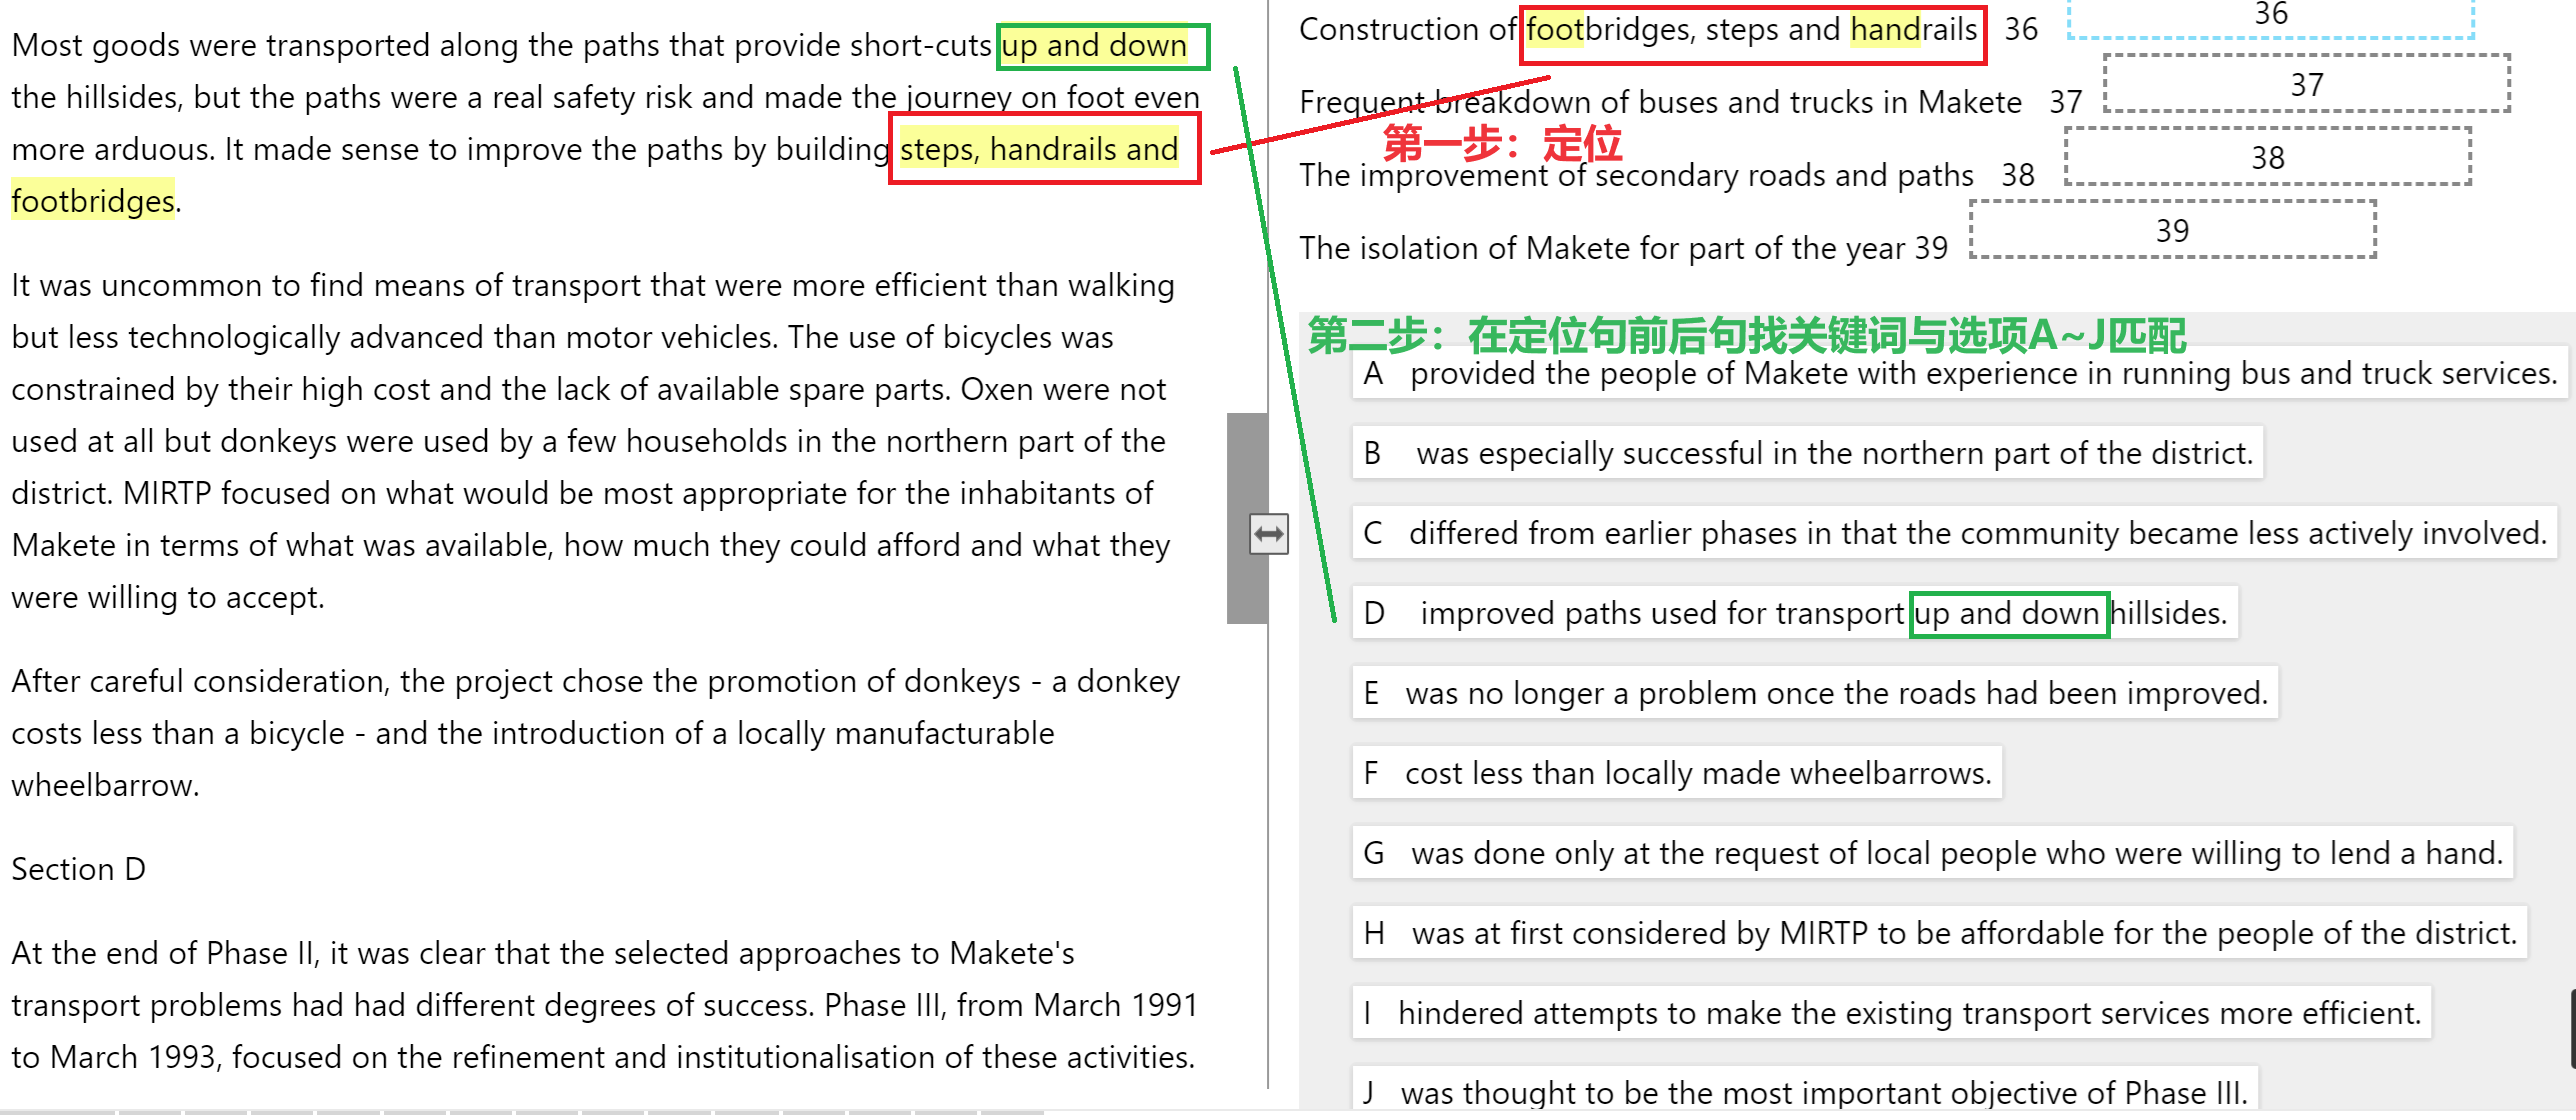 Most goods were transported along the paths that provide short-cuts up and down
the hillsides, but the paths were a real safety risk and made the journey on foot even
more arduous. It made sense to improve the paths by building steps, handrails and
footbridges.
It was uncommon to find means of transport that were more efficient than walking
but less technologically advanced than motor vehicles. The use of bicycles was
constrained by their high cost and the lack of available spare parts. Oxen were not
used at all but donkeys were used by a few households in the northern part of the
district. MIRTP focused on what would be most appropriate for the inhabitants of
Makete in terms of what was available, how much they could afford and what they
were willing to accept.
After careful consideration, the project chose the promotion of donkeys - a donkey
costs less than a bicycle - and the introduction of a locally manufacturable
wheelbarrow.
Section D
At the end of Phase II, it was clear that the selected approaches to Makete's
transport problems had had different degrees of success. Phase III, from March 1991
to March 1993, focused on the refinement and institutionalisation of these activities.
Construction of footbridges, steps and handrails 36 36
Frequent breakdown of buses and trucks in Makete 37 37
第一步：定位
The improvement of secondary roads and paths 38 38
The isolation of Makete for part of the year 39 39
第二步：在定位句前后句找关键词与选项A~J匹配
A provided the people of Makete with experience in running bus and truck services.
B was especially successful in the northern part of the district.
C differed from earlier phases in that the community became less actively involved.
D improved paths used for transport up and down hillsides.
E was no longer a problem once the roads had been improved.
F cost less than locally made wheelbarrows.
G was done only at the request of local people who were willing to lend a hand.
H was at first considered by MIRTP to be affordable for the people of the district.
I hindered attempts to make the existing transport services more efficient.
J was thought to be the most important objective of Phase III.